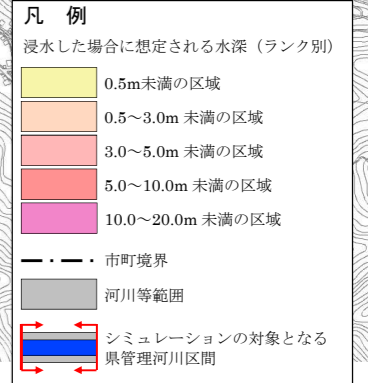 凡 例
浸水した場合に想定される水深（ランク別）
0.5m未満の区域
0.5～3.0m 未満の区域
3.0～5.0m 未満の区域
5.0～10.0m 未満の区域
10.0～20.0m 未満の区域
市町境界
河川等範囲
シミュレーションの対象となる
県管理河川区間